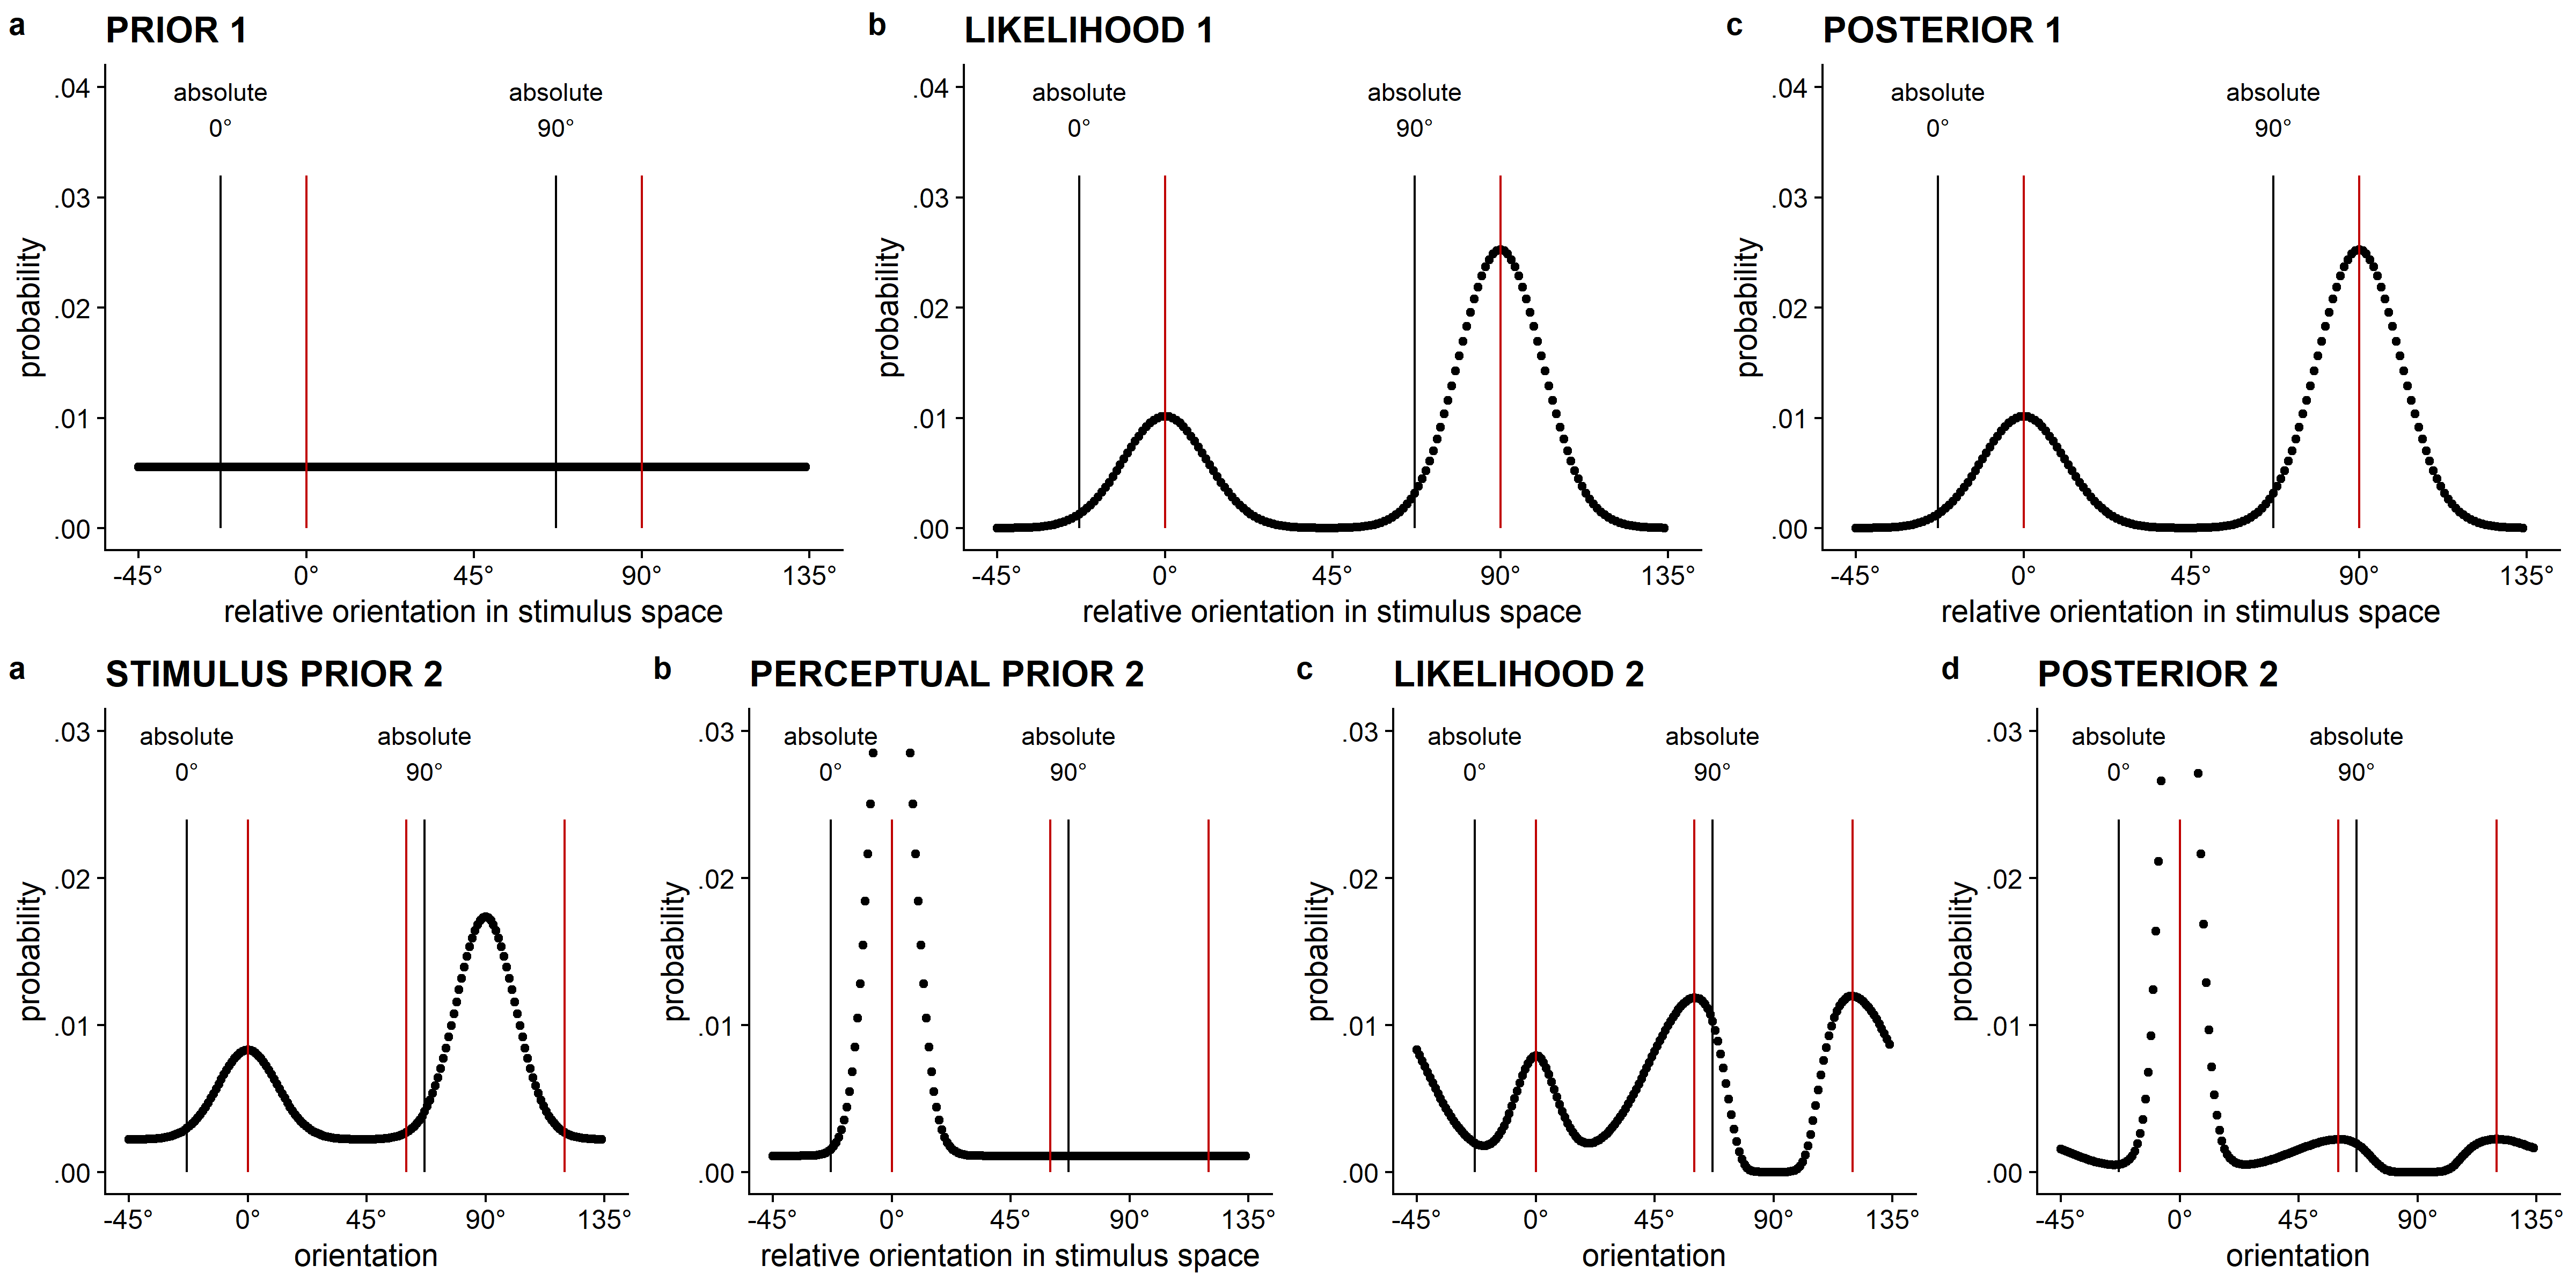 a PRIOR 1
absolute 0°
absolute 90°
.04
.03
.02
.01
.00
probability
-45° 0° 45° 90° 135°
relative orientation in stimulus space
b LIKELIHOOD 1
absolute 0°
absolute 90°
.04
.03
.02
.01
.00
probability
-45° 0° 45° 90° 135°
relative orientation in stimulus space
c POSTERIOR 1
absolute 0°
absolute 90°
.04
.03
.02
.01
.00
probability
-45° 0° 45° 90° 135°
relative orientation in stimulus space
a STIMULUS PRIOR 2
absolute 0°
absolute 90°
.03
.02
.01
.00
probability
-45° 0° 45° 90° 135°
orientation
b PERCEPTUAL PRIOR 2
absolute 0°
absolute 90°
.03
.02
.01
.00
probability
-45° 0° 45° 90° 135°
relative orientation in stimulus space
c LIKELIHOOD 2
absolute 0°
absolute 90°
.03
.02
.01
.00
probability
-45° 0° 45° 90° 135°
orientation
d POSTERIOR 2
absolute 0°
absolute 90°
.03
.02
.01
.00
probability
-45° 0° 45° 90° 135°
orientation